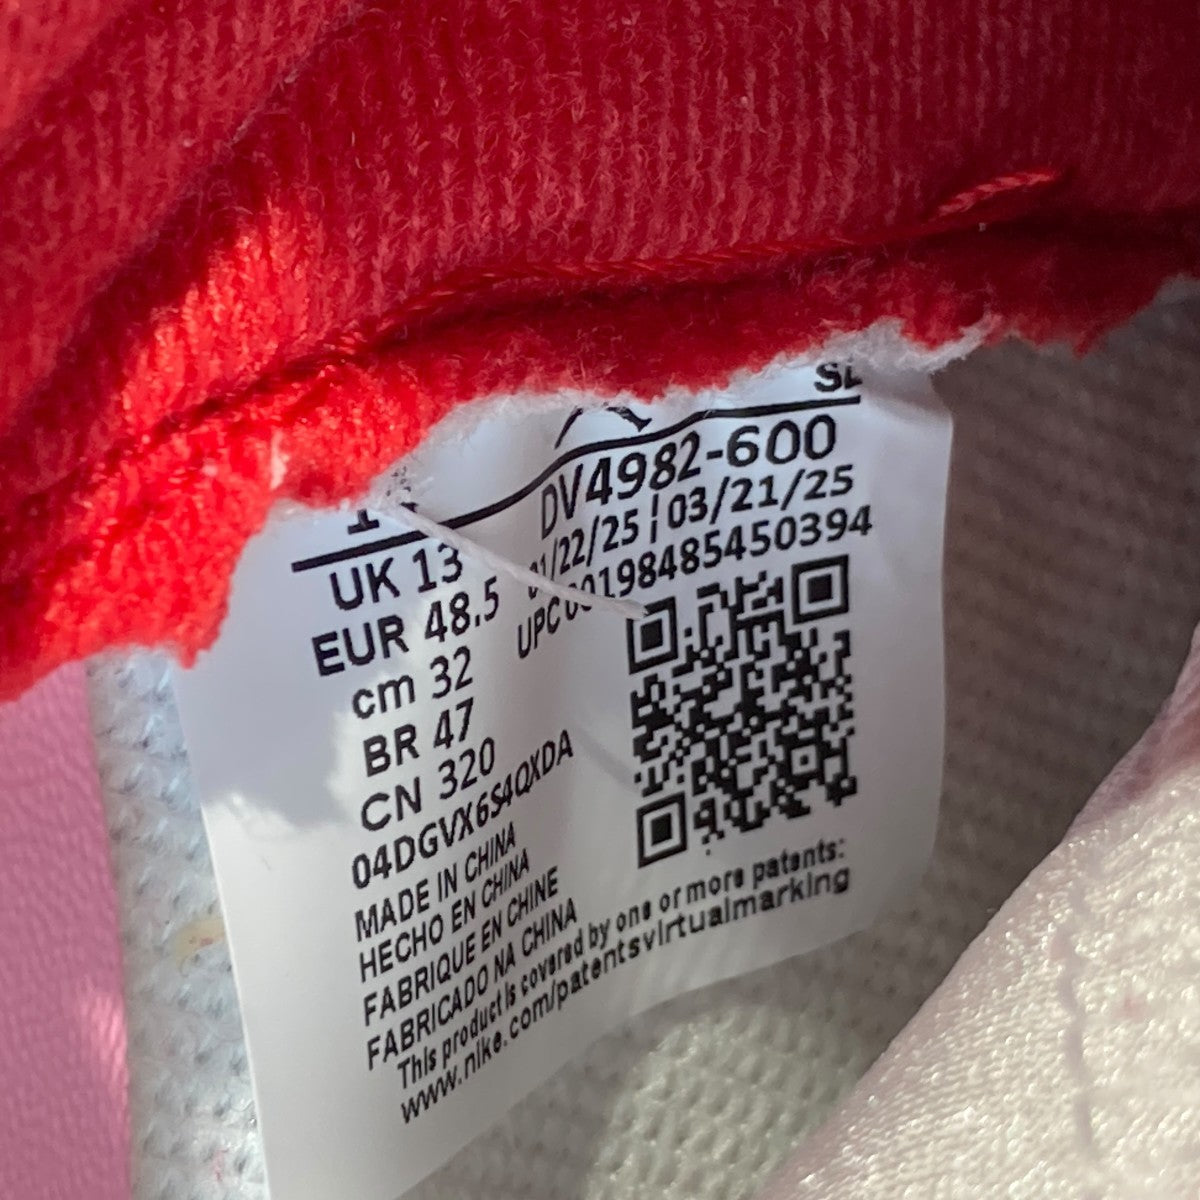 SL
UK 13
EUR 48.5
cm 32
BR 47
CN 320
04DGVX6S4QXDA
DV4982-600
01/22/25 | 03/21/25
UPC 00198485450394
MADE IN CHINA
HECHO EN CHINA
FABRIQUE EN CHINE
FABRICADO NA CHINA
This product is covered by one or more patents:
www.nike.com/patentsvirtualmarking